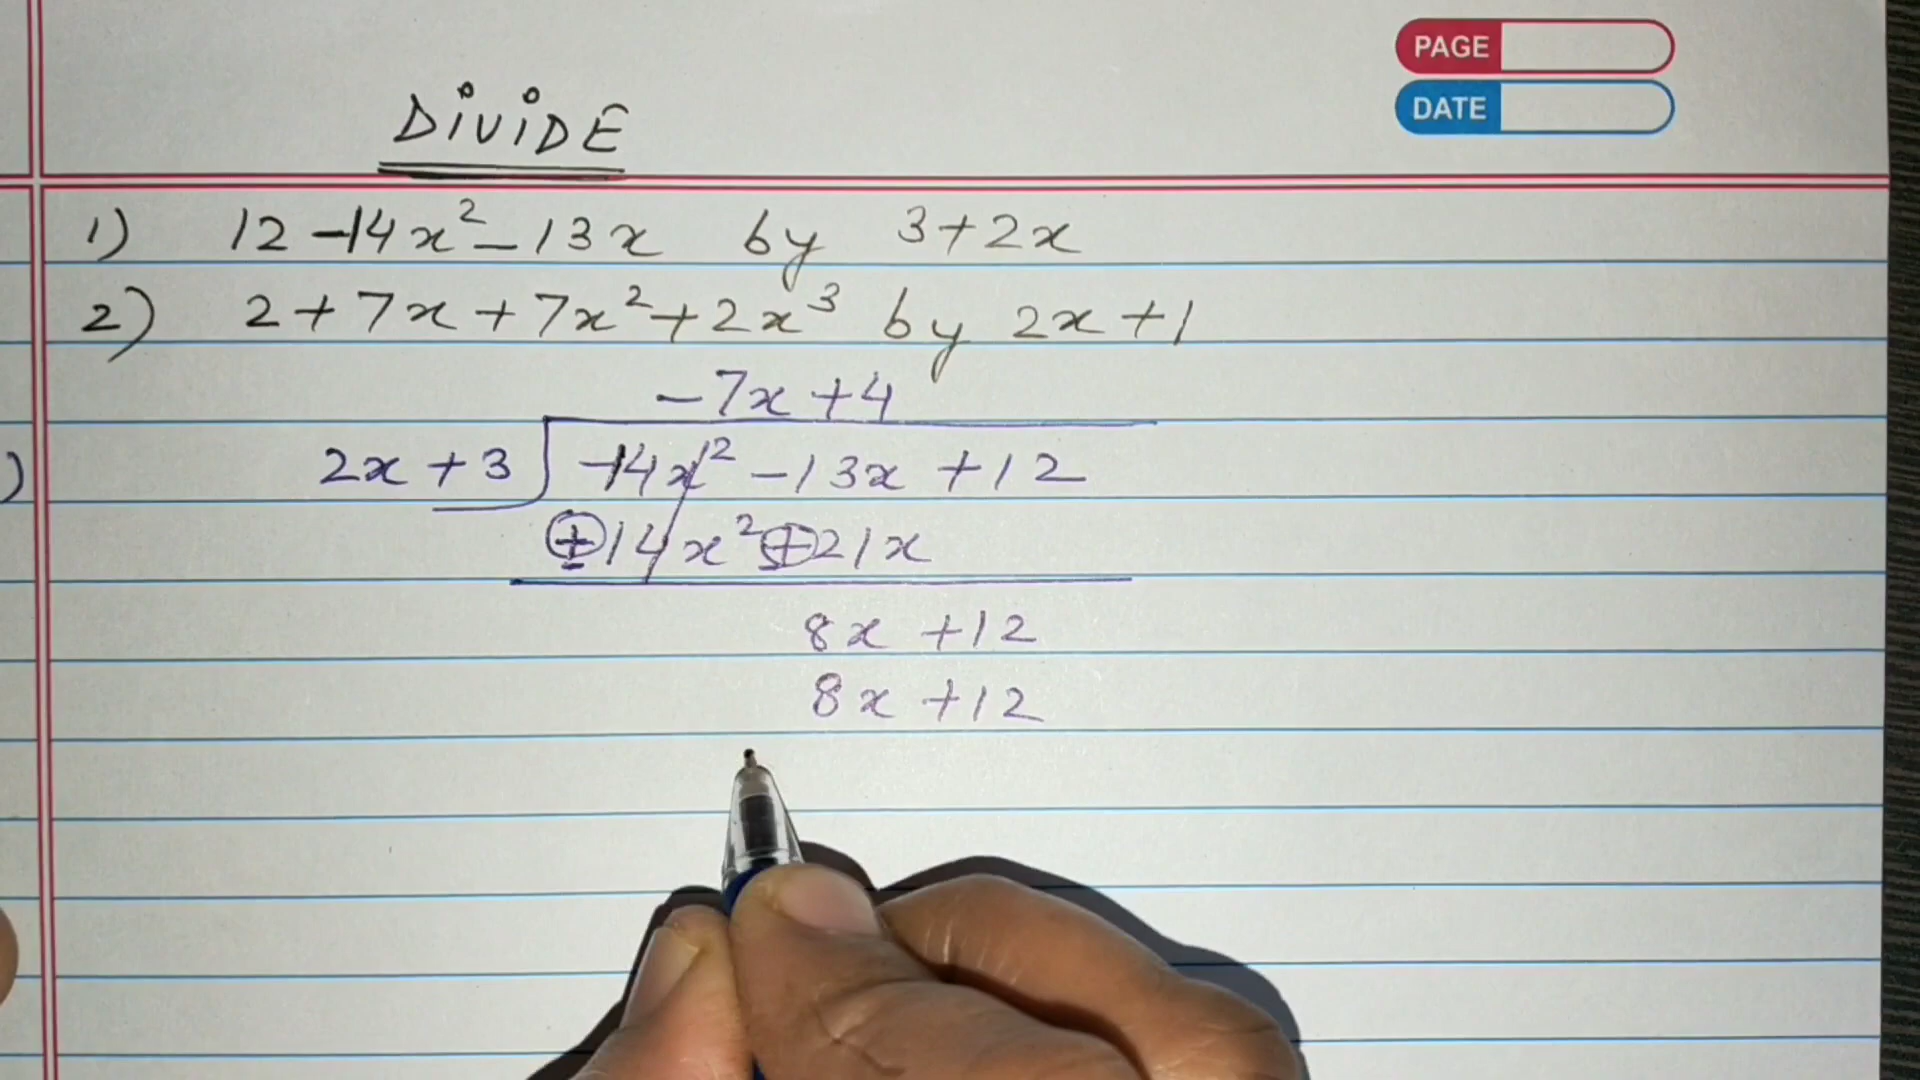 PAGE
DATE
DiViDE
1) 12 -14x² - 13x by 3+2x
2) 2 + 7x + 7x² + 2x³ by 2x + 1
-7x + 4
) 2x + 3 ) -14x² - 13x + 12
⊕14x² ⊕21x
8x + 12
8x + 12